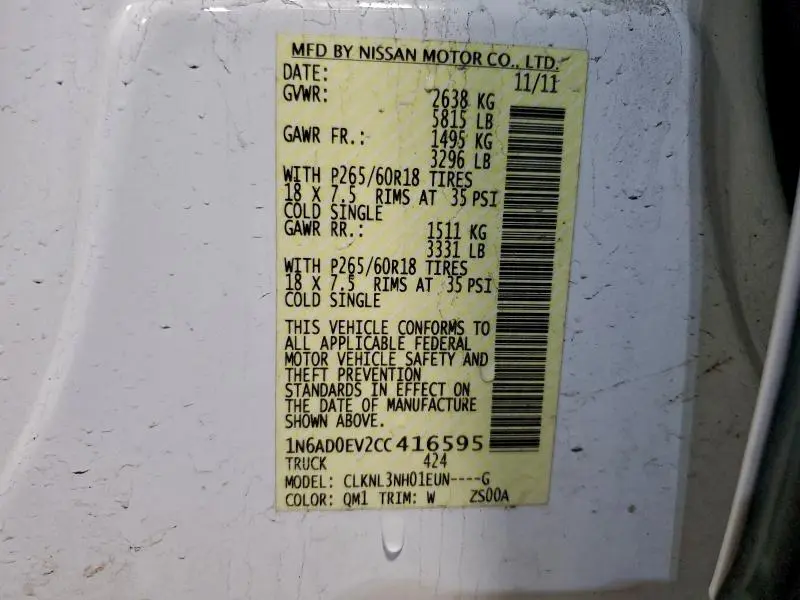 MFD BY NISSAN MOTOR CO., LTD.
DATE: 11/11
GVWR: 2638 KG
5815 LB
GAWR FR.: 1495 KG
3296 LB
WITH P265/60R18 TIRES
18 X 7.5 RIMS AT 35 PSI
COLD SINGLE
GAWR RR.: 1511 KG
3331 LB
WITH P265/60R18 TIRES
18 X 7.5 RIMS AT 35 PSI
COLD SINGLE
THIS VEHICLE CONFORMS TO
ALL APPLICABLE FEDERAL
MOTOR VEHICLE SAFETY AND
THEFT PREVENTION
STANDARDS IN EFFECT ON
THE DATE OF MANUFACTURE
SHOWN ABOVE.
1N6AD0EV2CC416595
TRUCK 424
MODEL: CLKNL3NH01EUN----G
COLOR: QM1 TRIM: W ZS00A